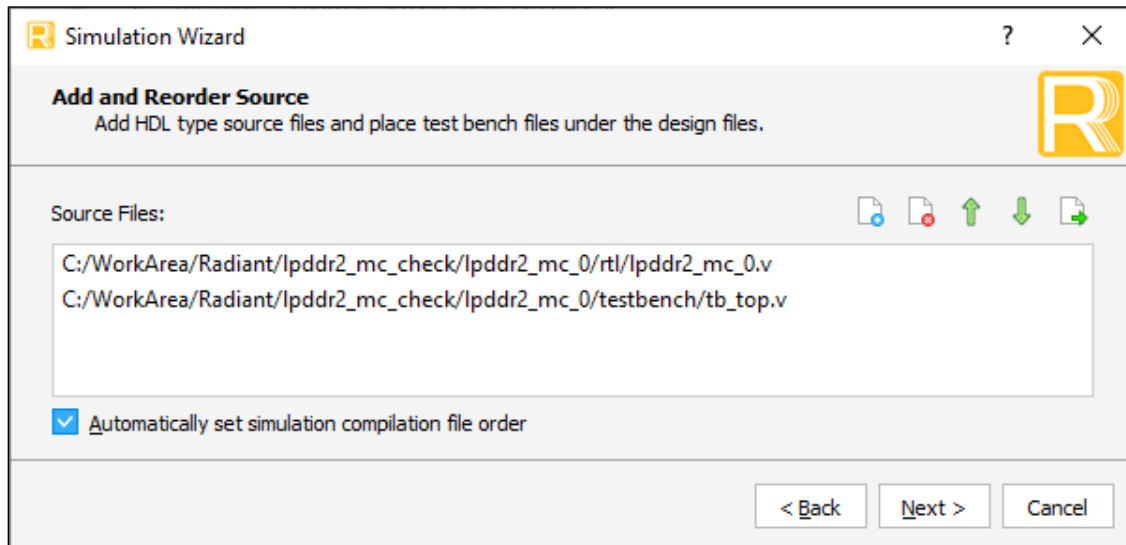 Simulation Wizard
?
Add and Reorder Source
Add HDL type source files and place test bench files under the design files.
Source Files:
C:/WorkArea/Radiant/lpddr2_mc_check/lpddr2_mc_0/rtl/lpddr2_mc_0.v
C:/WorkArea/Radiant/lpddr2_mc_check/lpddr2_mc_0/testbench/tb_top.v
Automatically set simulation compilation file order
< Back
Next >
Cancel